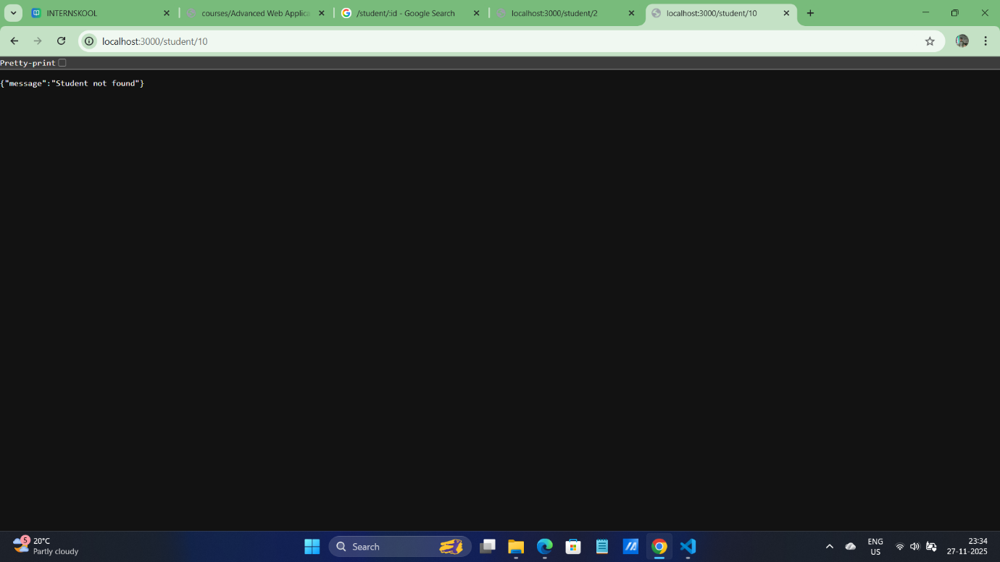 INTERNSKOOL
courses/Advanced Web Applica
/student/:id - Google Search
localhost:3000/student/2
localhost:3000/student/10
localhost:3000/student/10
Pretty-print
{"message":"Student not found"}
5
20°C
Partly cloudy
Search
ENG
US
23:34
27-11-2025